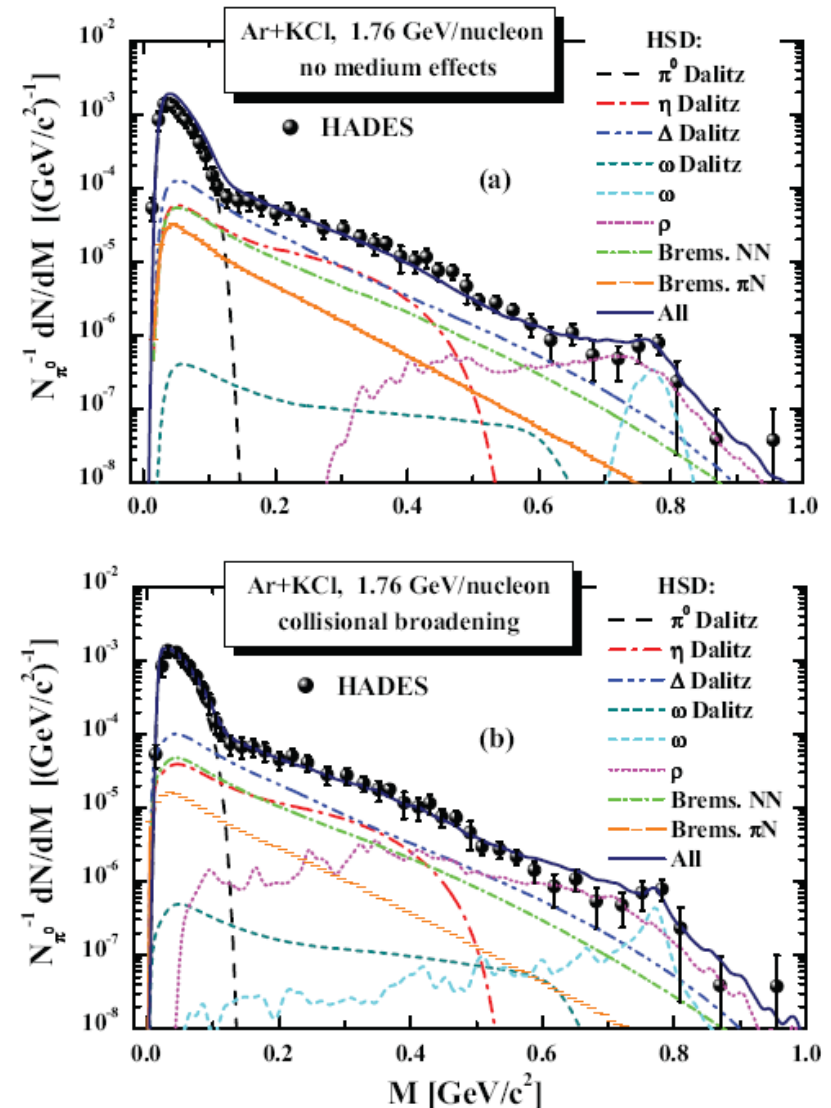 Ar+KCl, 1.76 GeV/nucleon
no medium effects
HADES
(a)
HSD:
π⁰ Dalitz
η Dalitz
Δ Dalitz
ω Dalitz
ω
ρ
Brems. NN
Brems. πN
All
10⁻²
10⁻³
10⁻⁴
10⁻⁵
10⁻⁶
10⁻⁷
10⁻⁸
N_π⁰⁻¹ dN/dM [(GeV/c²)⁻¹]
0.0 0.2 0.4 0.6 0.8 1.0
Ar+KCl, 1.76 GeV/nucleon
collisional broadening
HADES
(b)
HSD:
π⁰ Dalitz
η Dalitz
Δ Dalitz
ω Dalitz
ω
ρ
Brems. NN
Brems. πN
All
10⁻²
10⁻³
10⁻⁴
10⁻⁵
10⁻⁶
10⁻⁷
10⁻⁸
N_π⁰⁻¹ dN/dM [(GeV/c²)⁻¹]
0.0 0.2 0.4 0.6 0.8 1.0
M [GeV/c²]